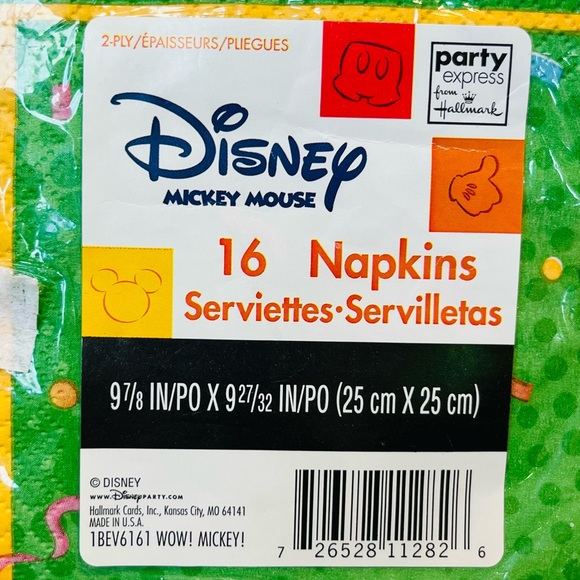 2-PLY/ÉPAISSEURS/PLIEGUES
party
express
from
Hallmark
Disney
MICKEY MOUSE
16 Napkins
Serviettes·Servilletas
9 7/8 IN/PO X 9 27/32 IN/PO (25 cm X 25 cm)
© DISNEY
WWW.DISNEYPARTY.COM
Hallmark Cards, Inc., Kansas City, MO 64141
MADE IN U.S.A.
1BEV6161 WOW! MICKEY!
7 26528 11282 6